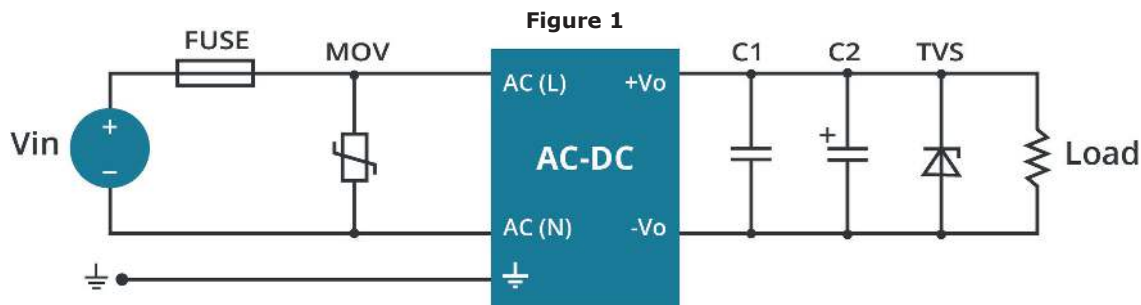 Figure 1
FUSE
MOV
C1
C2
TVS
AC (L)
+Vo
Vin
+
−
AC-DC
+
Load
AC (N)
-Vo